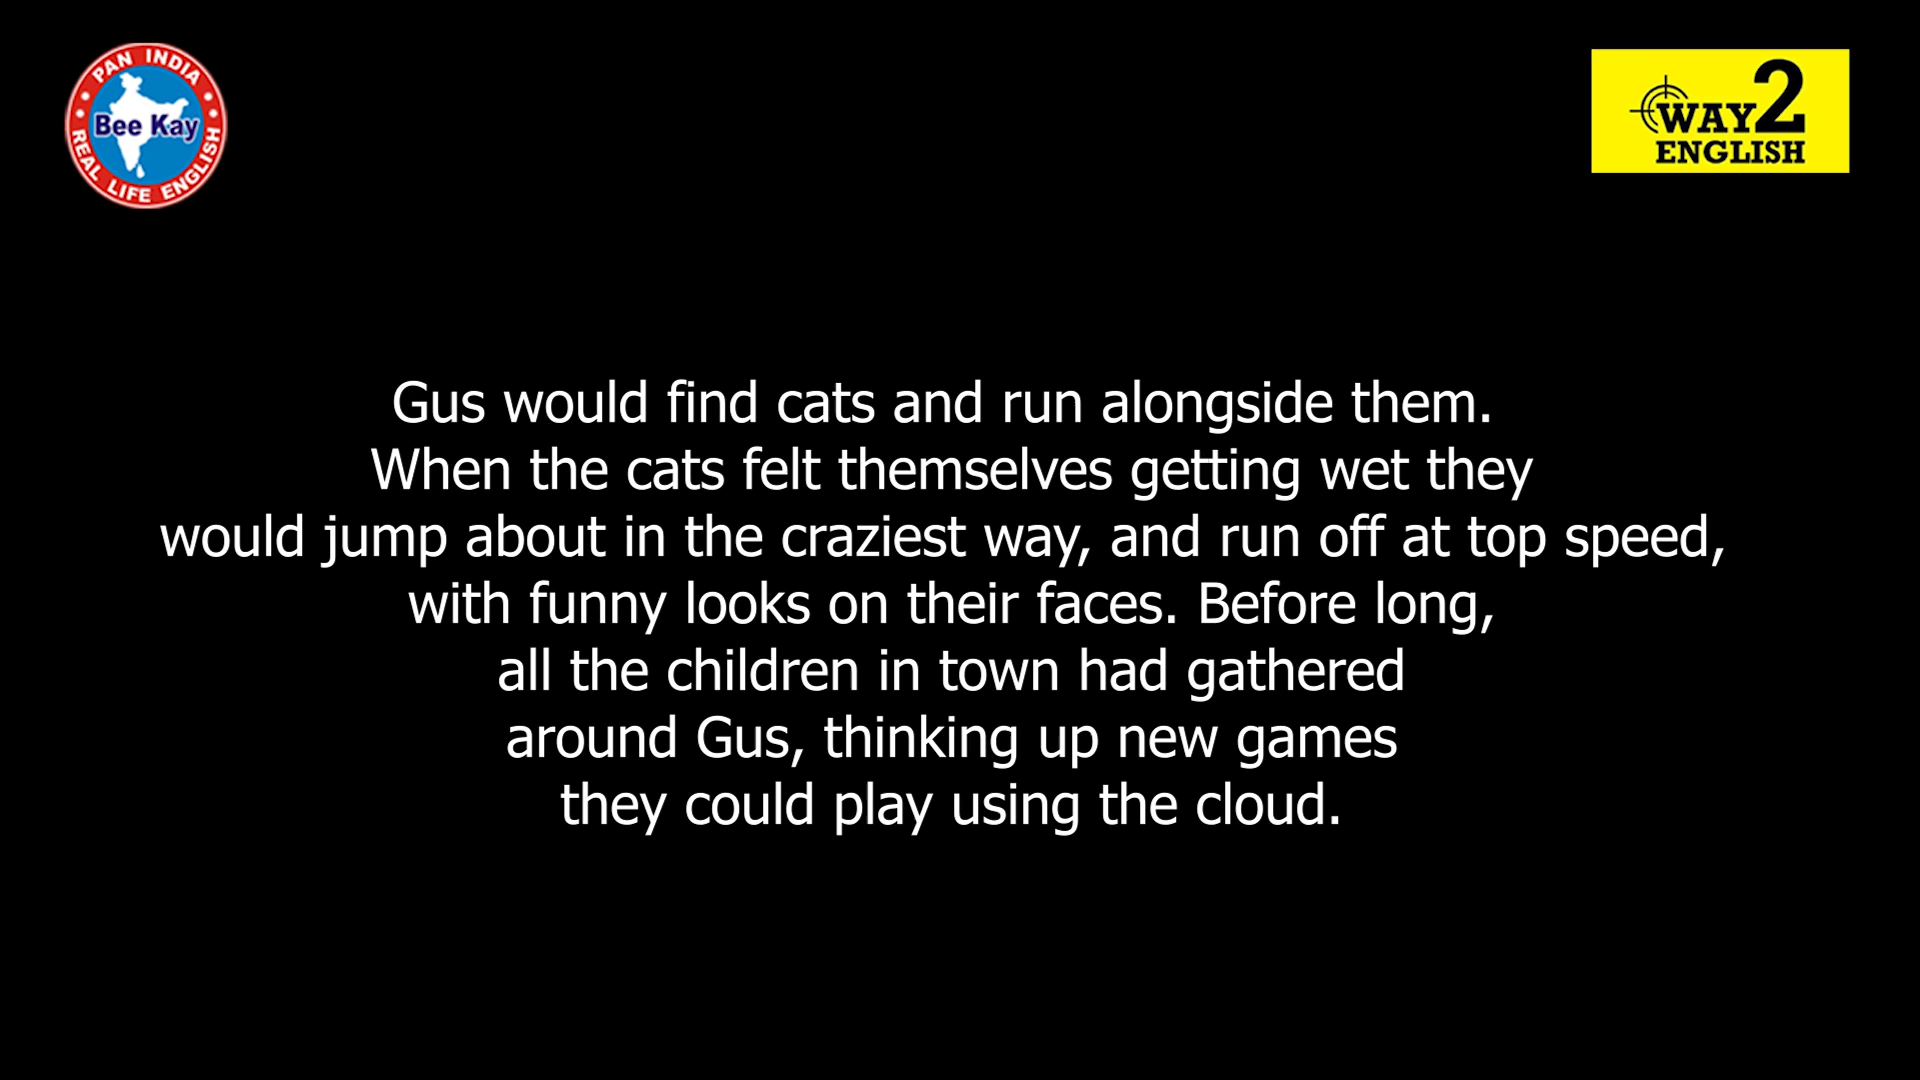 PAN INDIA
Bee Kay
REAL LIFE ENGLISH
WAY2
ENGLISH
Gus would find cats and run alongside them.
When the cats felt themselves getting wet they
would jump about in the craziest way, and run off at top speed,
with funny looks on their faces. Before long,
all the children in town had gathered
around Gus, thinking up new games
they could play using the cloud.